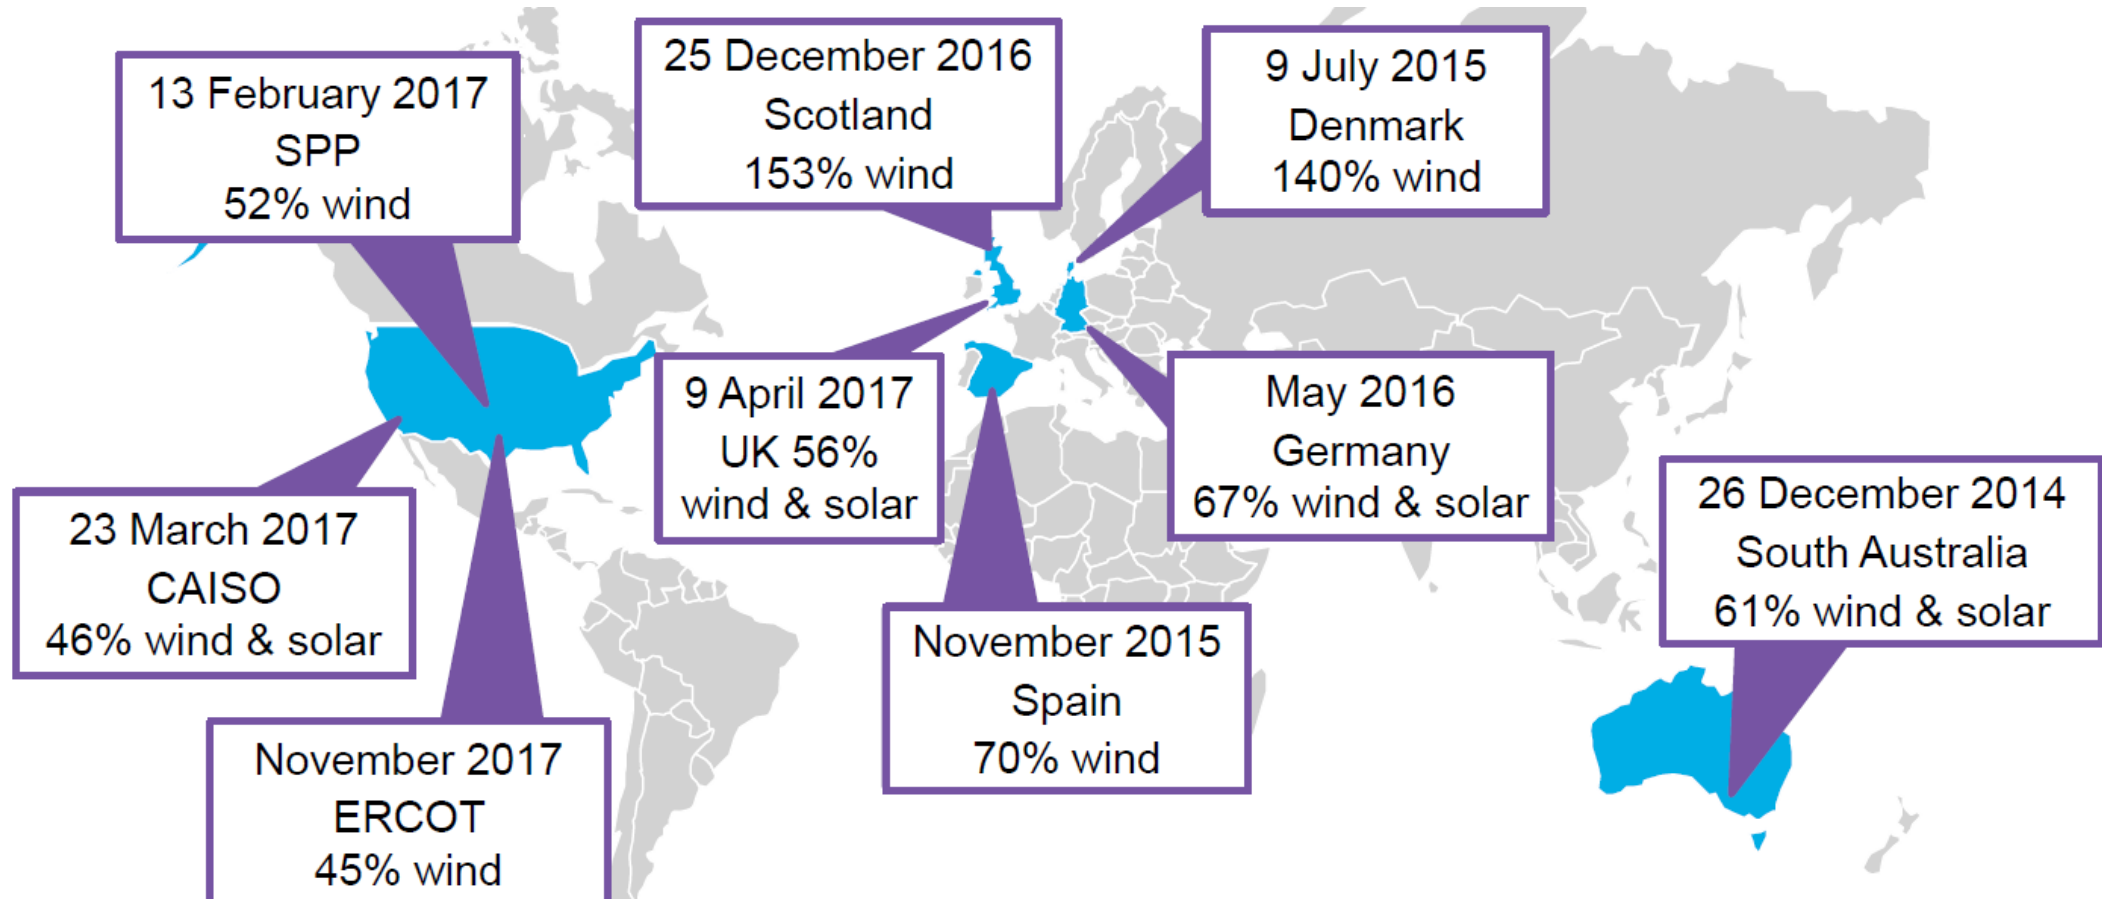 13 February 2017
SPP
52% wind
25 December 2016
Scotland
153% wind
9 July 2015
Denmark
140% wind
23 March 2017
CAISO
46% wind & solar
9 April 2017
UK 56%
wind & solar
May 2016
Germany
67% wind & solar
26 December 2014
South Australia
61% wind & solar
November 2017
ERCOT
45% wind
November 2015
Spain
70% wind